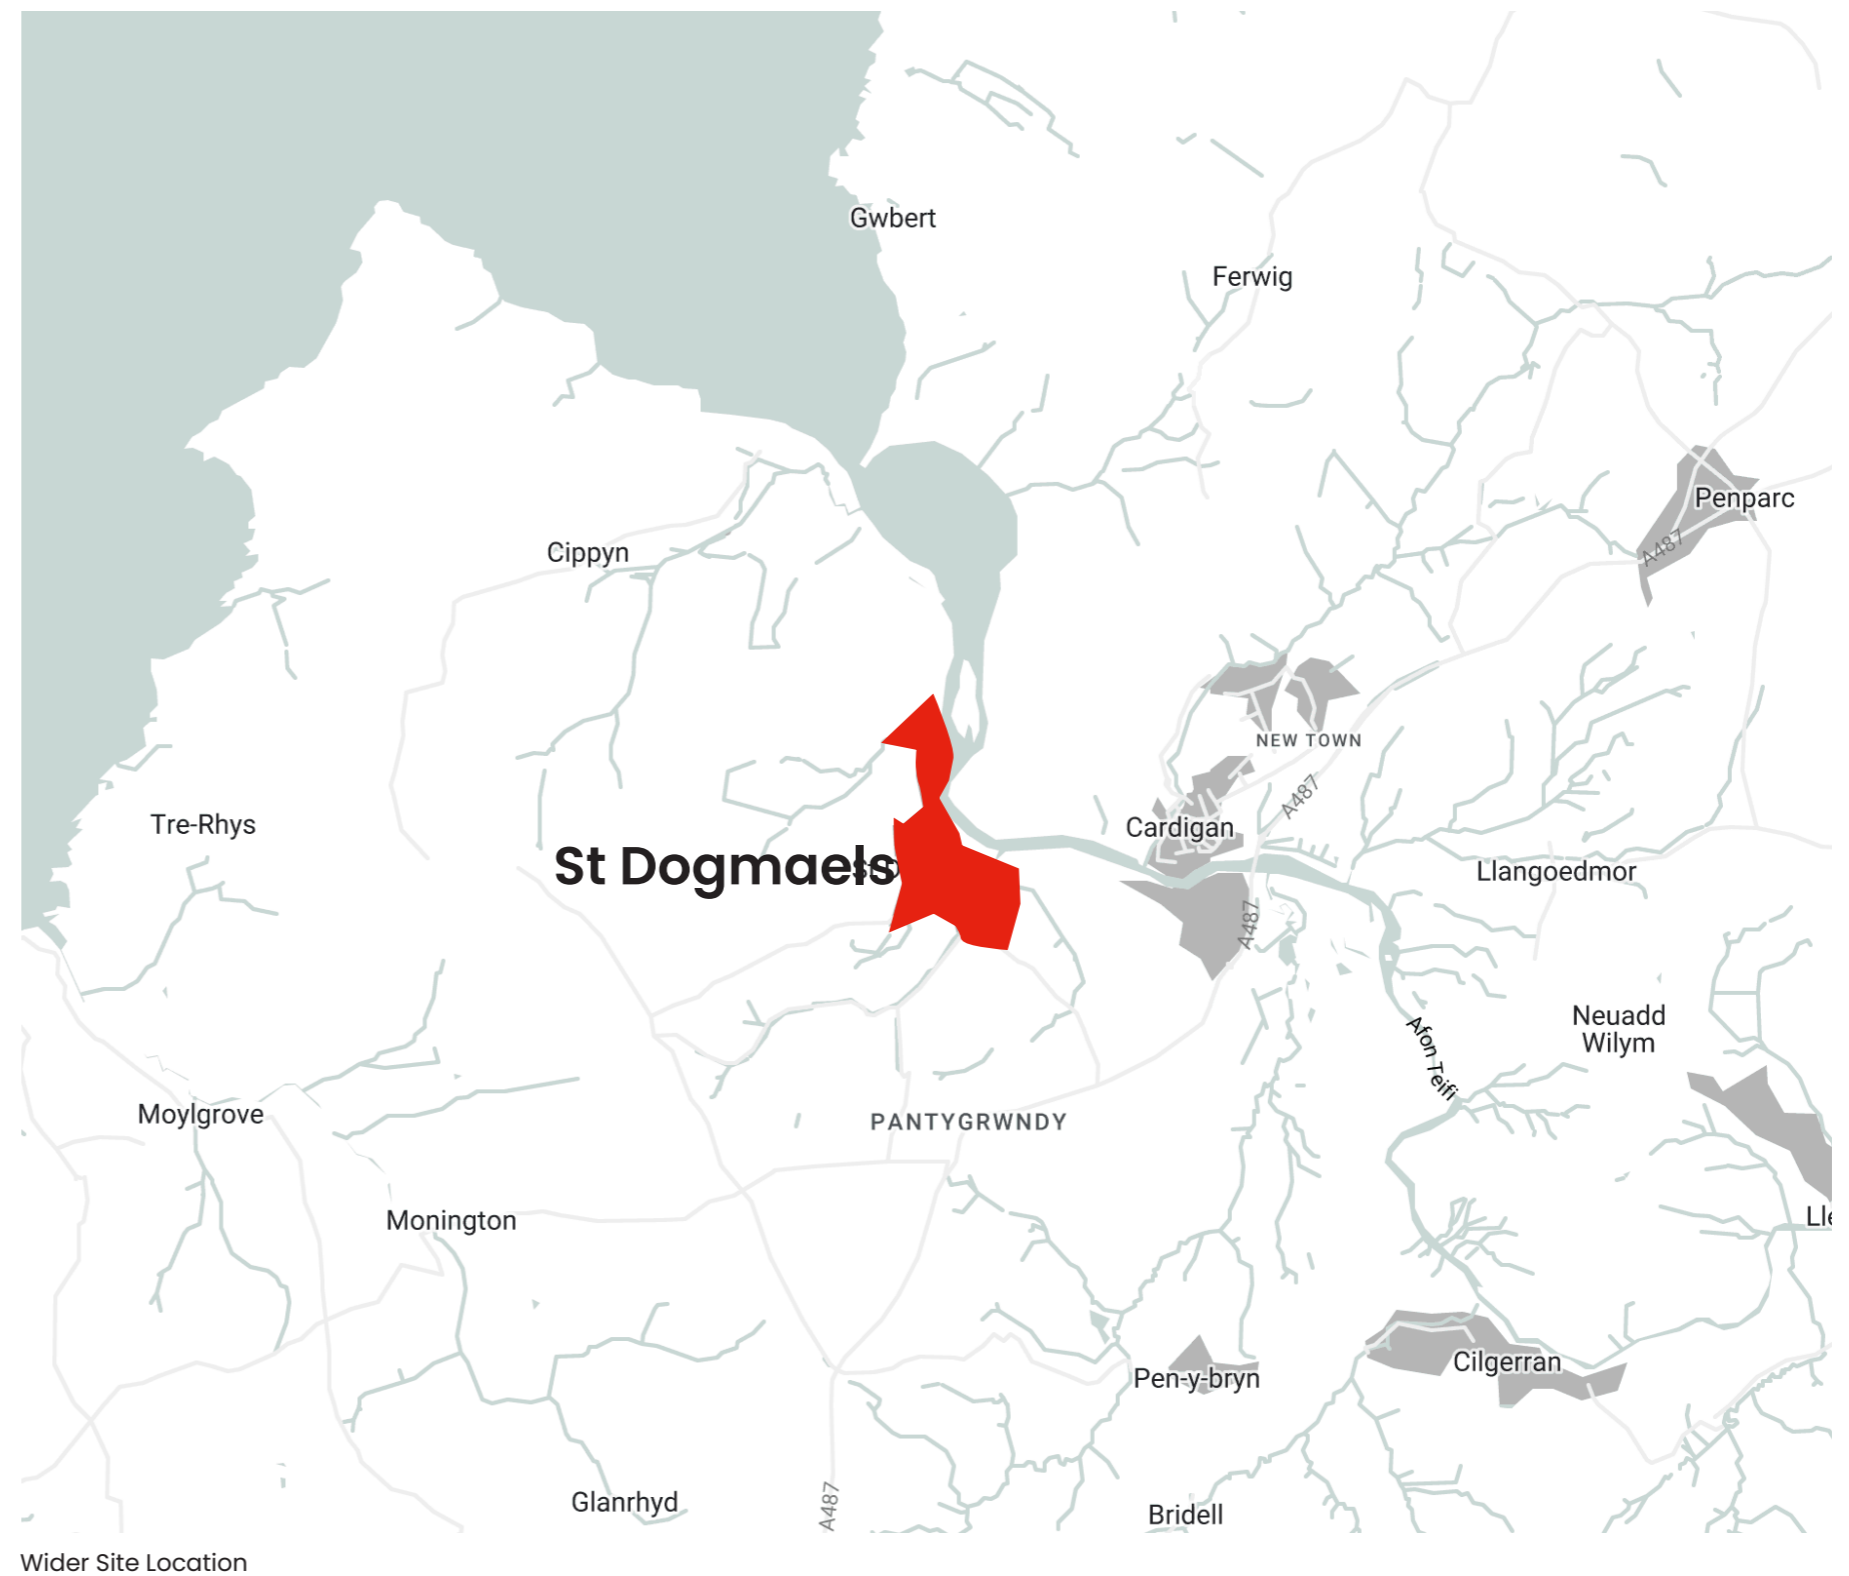 Gwbert
Ferwig
Penparc
A487
Cippyn
NEW TOWN
A487
Tre-Rhys
Cardigan
St Dogmaels
Llangoedmor
A487
Neuadd
Wilym
Afon Teifi
Moylgrove
PANTYGRWNDY
Monington
Cilgerran
Pen-y-bryn
Glanrhyd
A487
Bridell
Wider Site Location